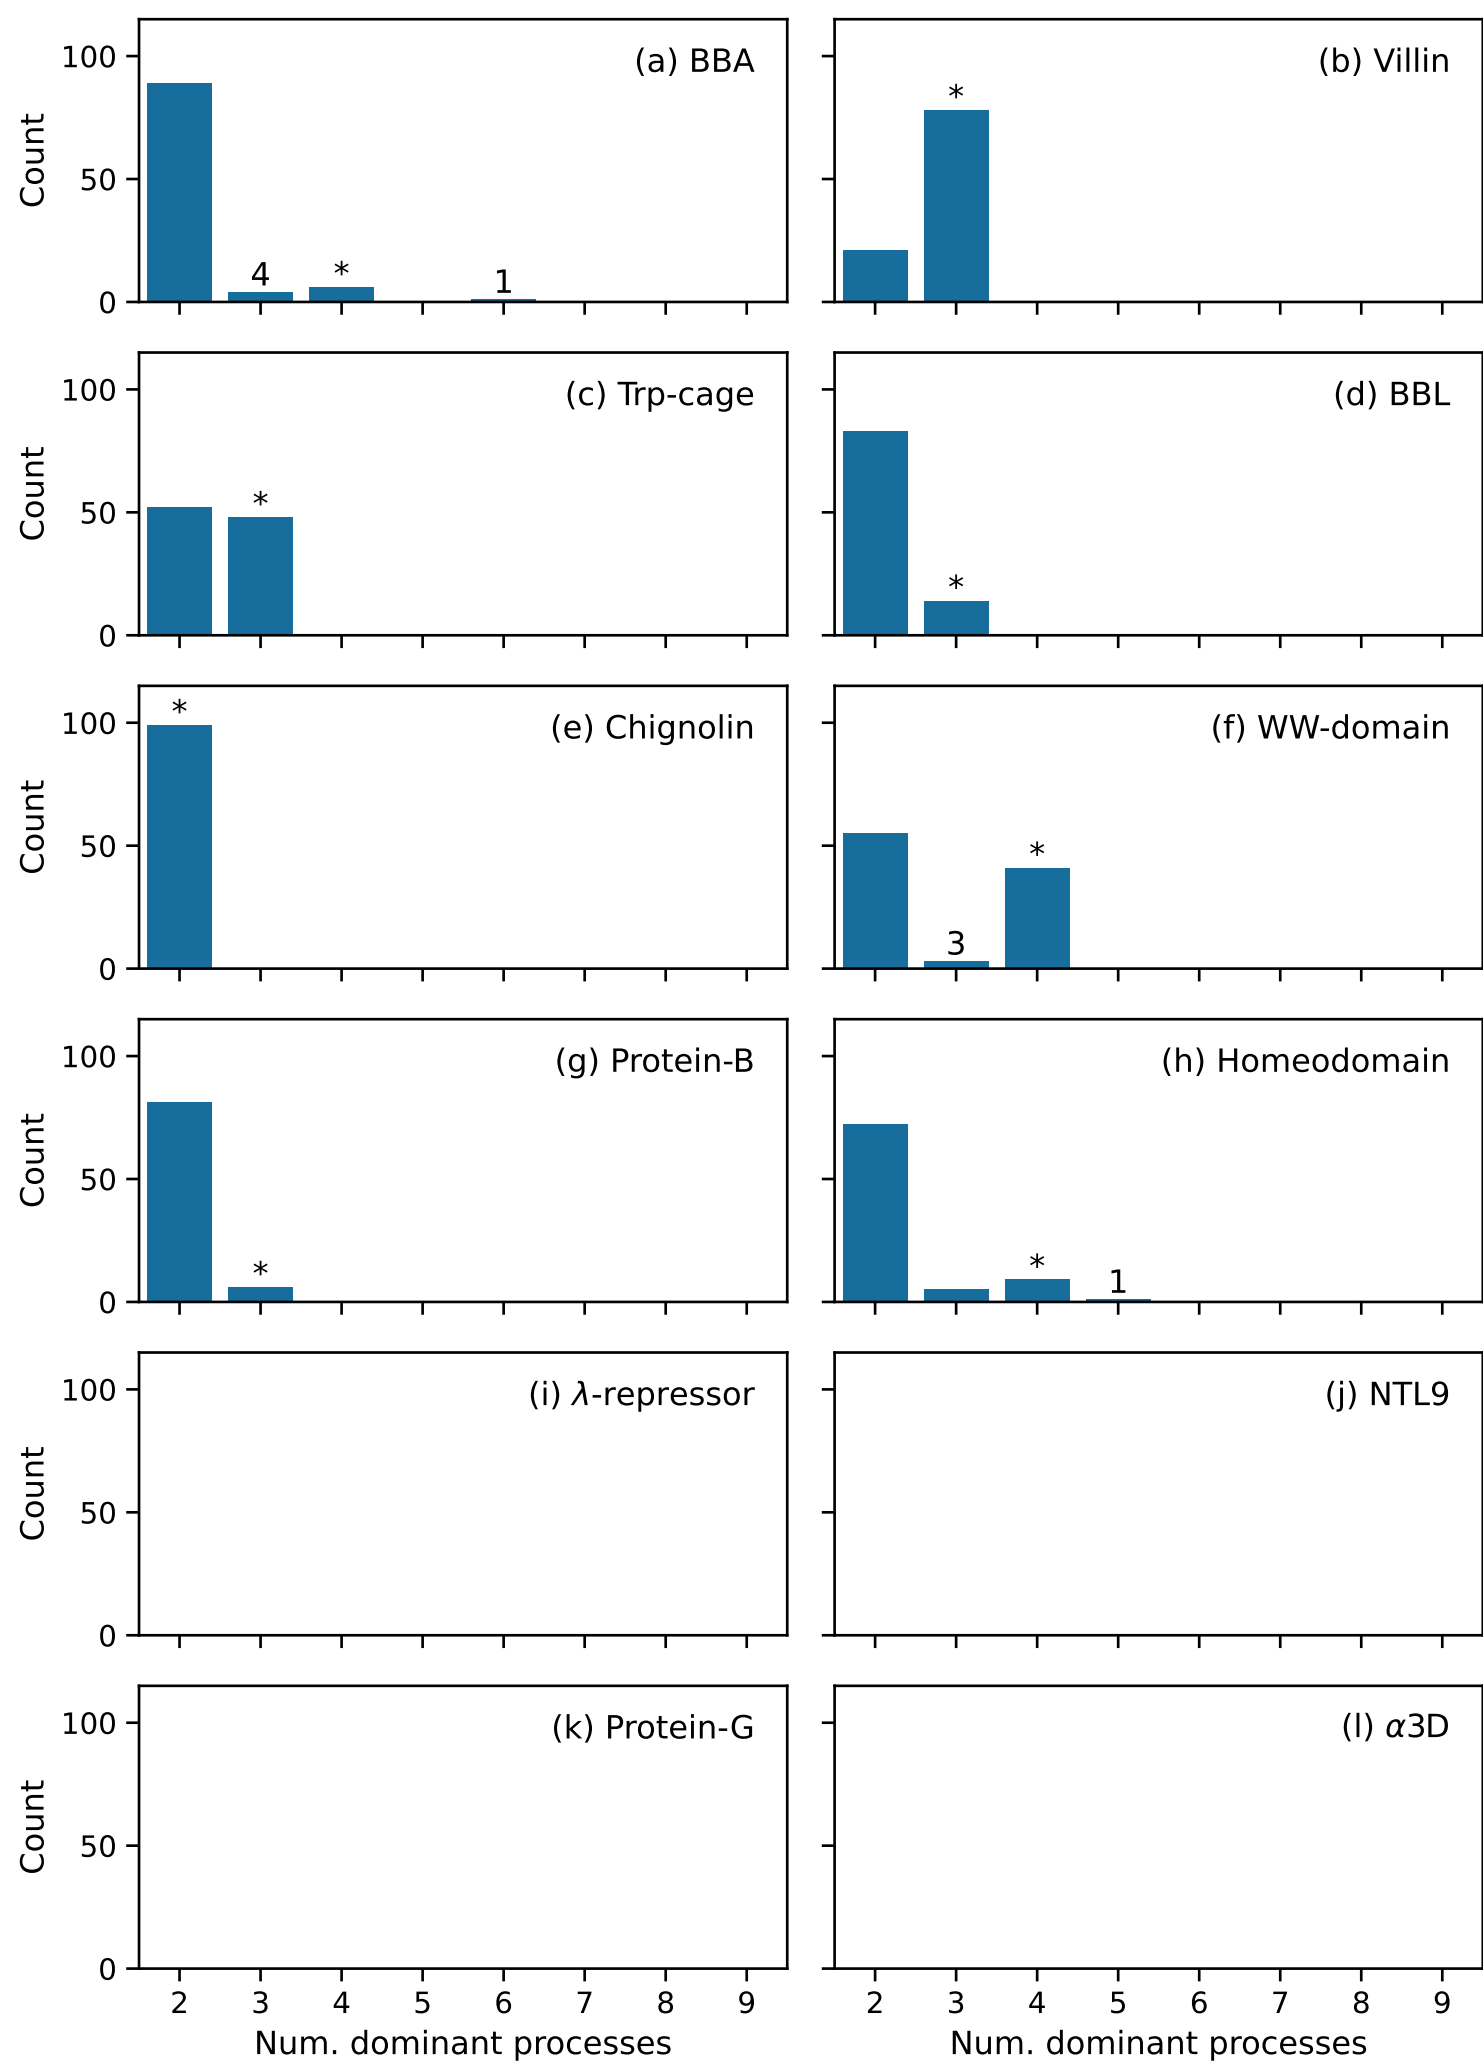 (a) BBA
(b) Villin
100
50
0
Count
4
*
1
*
(c) Trp-cage
(d) BBL
100
50
0
Count
*
*
(e) Chignolin
(f) WW-domain
100
50
0
Count
*
3
*
(g) Protein-B
(h) Homeodomain
100
50
0
Count
*
*
1
(i) λ-repressor
(j) NTL9
100
50
0
Count
(k) Protein-G
(l) α3D
100
50
0
Count
2 3 4 5 6 7 8 9
2 3 4 5 6 7 8 9
Num. dominant processes
Num. dominant processes